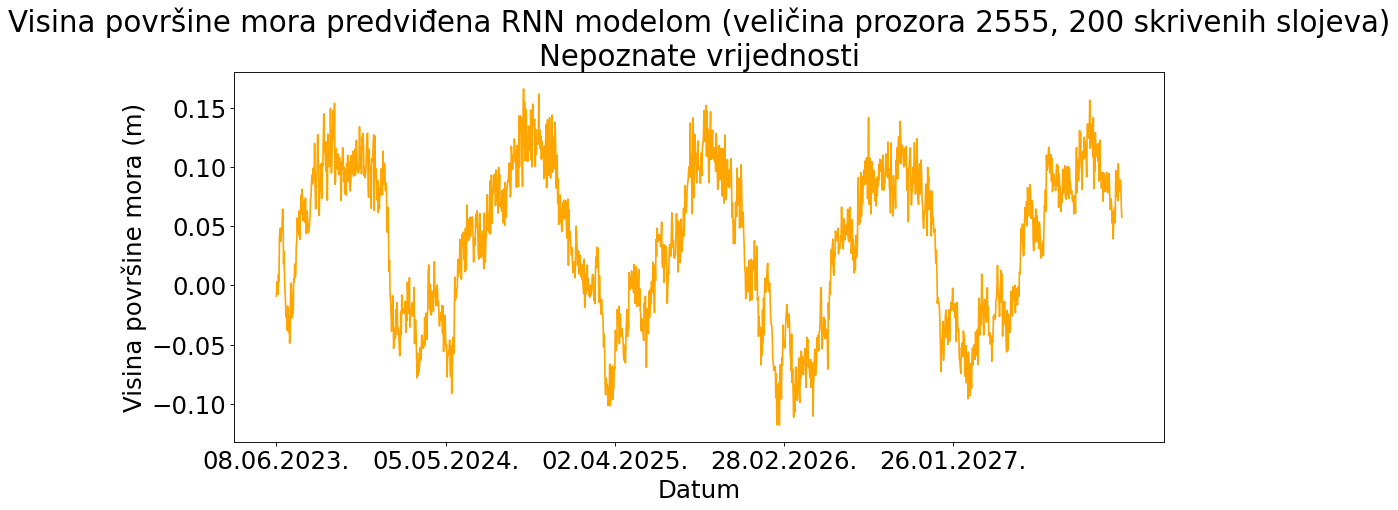 Visina površine mora predviđena RNN modelom (veličina prozora 2555, 200 skrivenih slojeva)
Nepoznate vrijednosti
Visina površine mora (m)
0.15
0.10
0.05
0.00
−0.05
−0.10
08.06.2023. 05.05.2024. 02.04.2025. 28.02.2026. 26.01.2027.
Datum